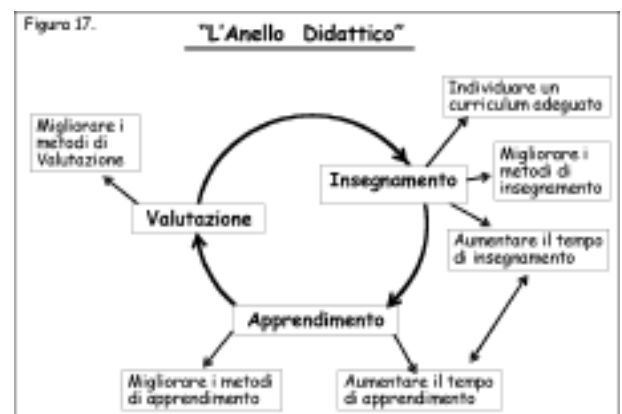 Figura 17.
"L'Anello Didattico"
Individuare un
curriculum adeguato
Migliorare i
metodi di
Valutazione
Migliorare i
metodi di
insegnamento
Insegnamento
Valutazione
Aumentare il tempo
di insegnamento
Apprendimento
Migliorare i metodi
di apprendimento
Aumentare il tempo
di apprendimento